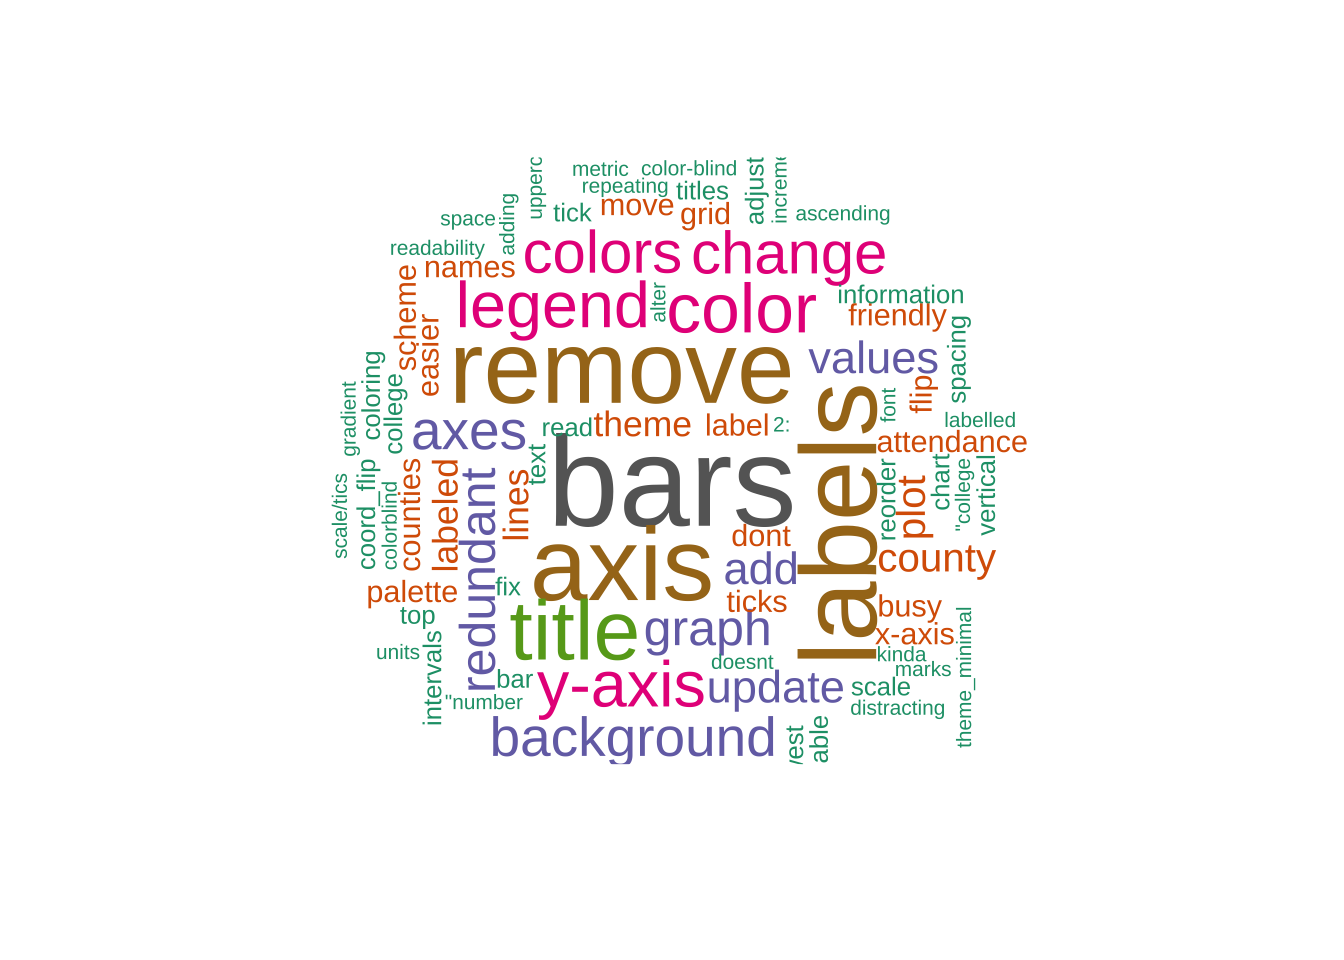 upperc
metric
color-blind
adjust
increme
repeating
titles
space
adding
tick
move
grid
ascending
readability
names
colors
change
scheme
easier
legend
alter
color
information
friendly
gradient
coloring
college
remove
values
flip
spacing
axes
read
theme
label
2:
labels
font
labelled
attendance
scale/tics
coord_flip
colorblind
counties
labeled
redundant
lines
text
bars
reorder
plot
chart
"college
vertical
axis
dont
add
county
palette
fix
ticks
busy
top
title
graph
x-axis
units
intervals
doesnt
kinda
marks
theme_minimal
bar
y-axis
update
scale
"number
distracting
background
able